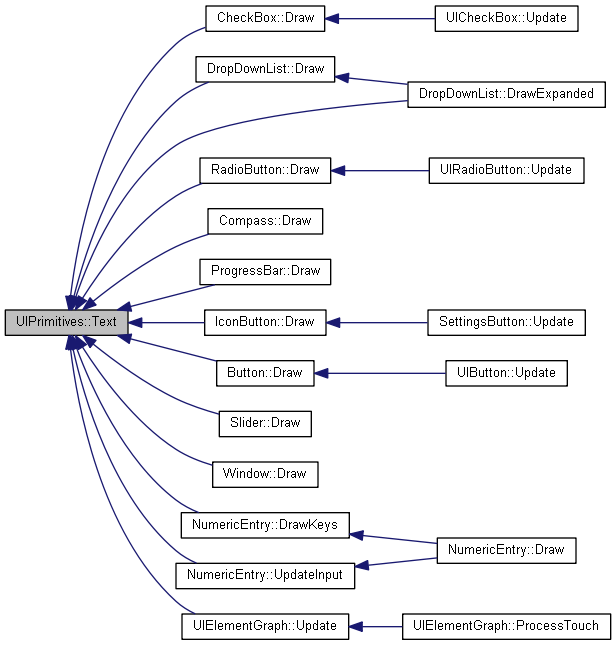 CheckBox::Draw
UICheckBox::Update
DropDownList::Draw
DropDownList::DrawExpanded
RadioButton::Draw
UIRadioButton::Update
Compass::Draw
ProgressBar::Draw
UIPrimitives::Text
IconButton::Draw
SettingsButton::Update
Button::Draw
UIButton::Update
Slider::Draw
Window::Draw
NumericEntry::DrawKeys
NumericEntry::Draw
NumericEntry::UpdateInput
UIElementGraph::Update
UIElementGraph::ProcessTouch